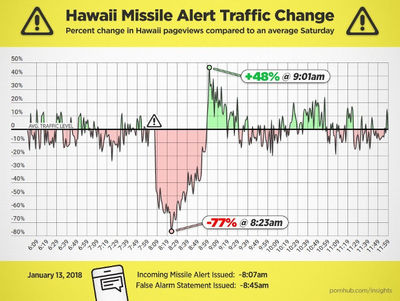 Hawaii Missile Alert Traffic Change
Percent change in Hawaii pageviews compared to an average Saturday
50%
40%
30%
20%
10%
0
-10%
-20%
-30%
-40%
-50%
-60%
-70%
-80%
AVG. TRAFFIC LEVEL
+48% @ 9:01am
-77% @ 8:23am
6:09 6:19 6:29 6:39 6:49 6:59 7:09 7:19 7:29 7:39 7:49 7:59 8:09 8:19 8:29 8:39 8:49 8:59 9:09 9:19 9:29 9:39 9:49 9:59 10:09 10:19 10:29 10:39 10:49 10:59 11:09 11:19 11:29 11:39 11:49 11:59
January 13, 2018
Incoming Missile Alert Issued: -8:07am
False Alarm Statement Issued: -8:45am
pornhub.com/insights